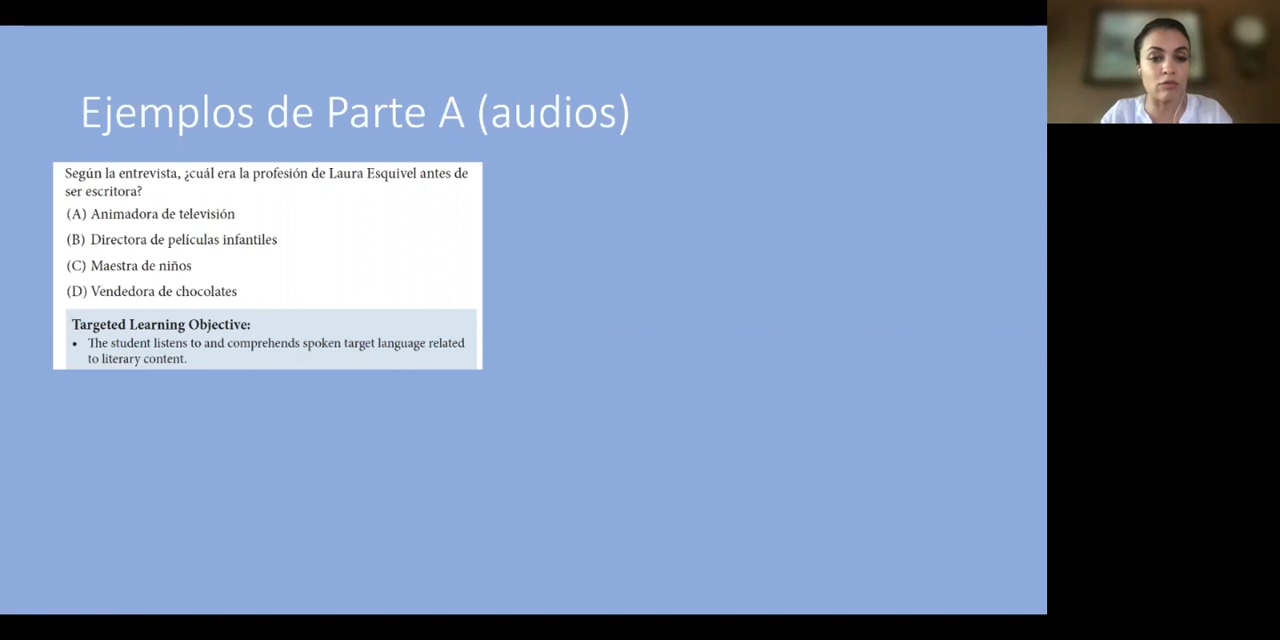 Ejemplos de Parte A (audios)
Según la entrevista, ¿cuál era la profesión de Laura Esquivel antes de
ser escritora?
(A) Animadora de televisión
(B) Directora de películas infantiles
(C) Maestra de niños
(D) Vendedora de chocolates
Targeted Learning Objective:
• The student listens to and comprehends spoken target language related
to literary content.